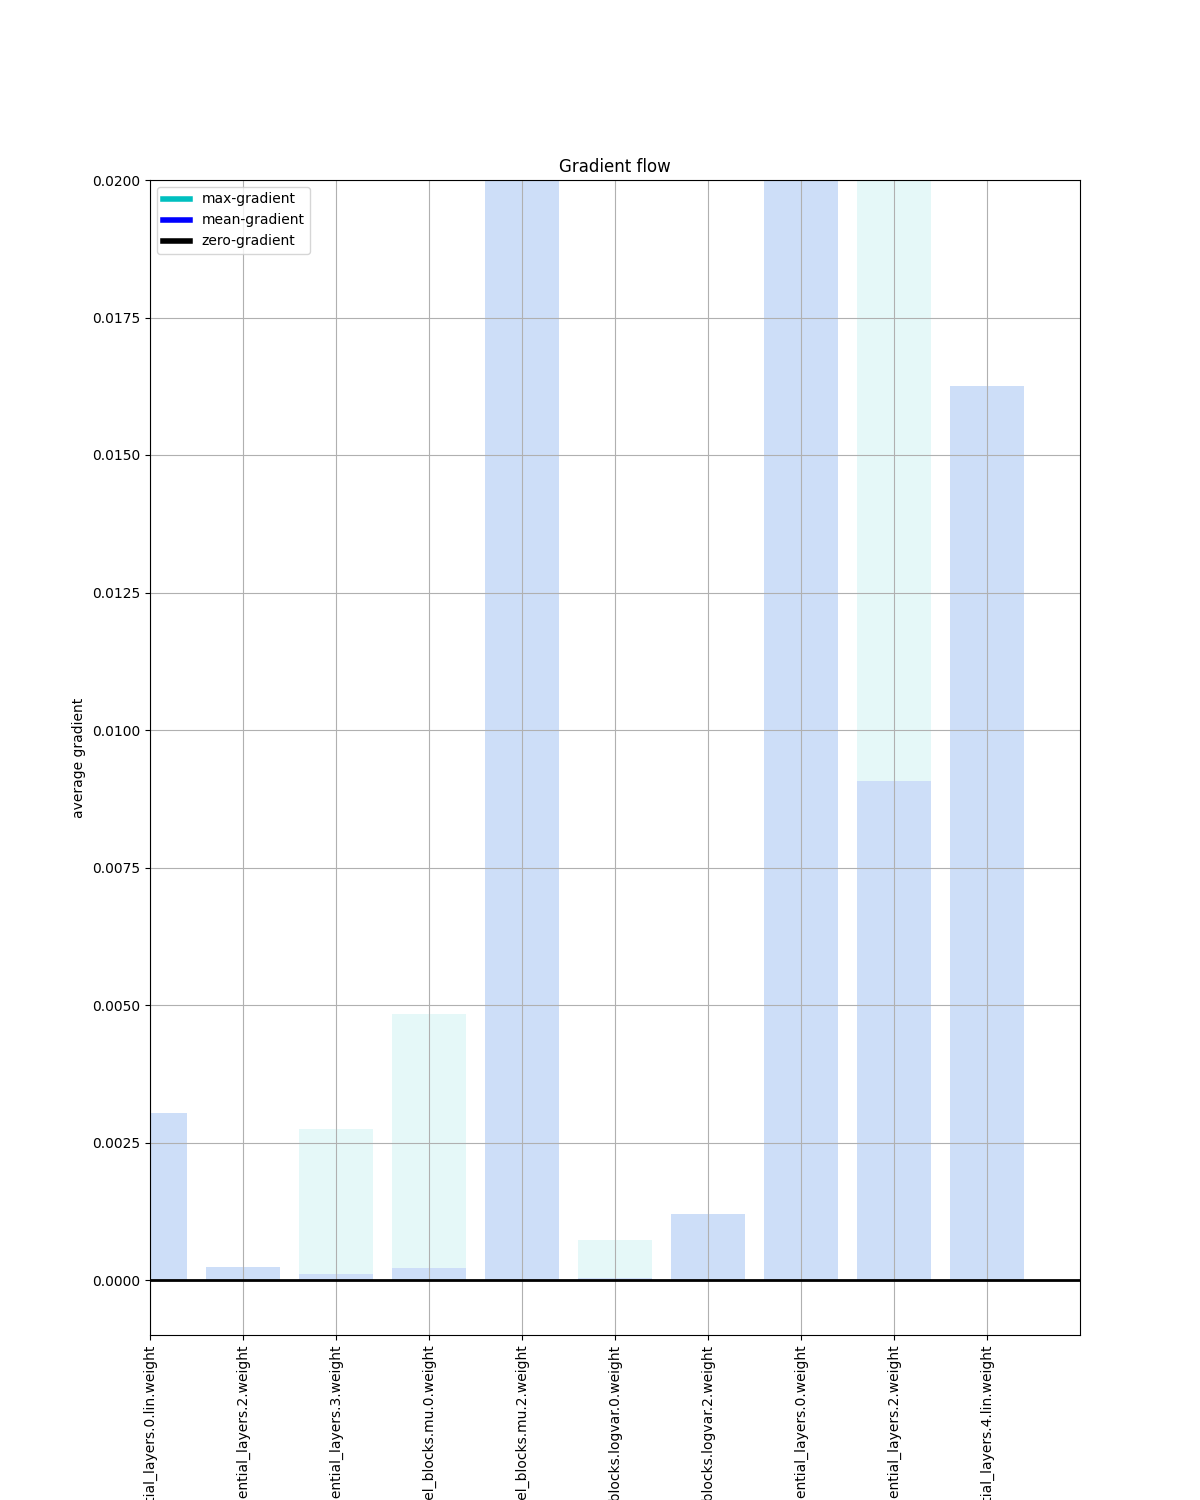 Gradient flow
max-gradient
mean-gradient
zero-gradient
0.0200
0.0175
0.0150
0.0125
0.0100
0.0075
0.0050
0.0025
0.0000
average gradient
tial_layers.0.lin.weight
ential_layers.2.weight
ential_layers.3.weight
el_blocks.mu.0.weight
el_blocks.mu.2.weight
blocks.logvar.0.weight
blocks.logvar.2.weight
ential_layers.0.weight
ential_layers.2.weight
tial_layers.4.lin.weight